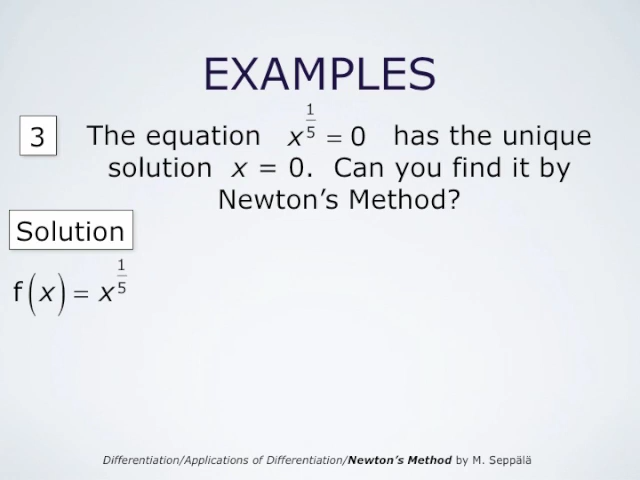 EXAMPLES
3 The equation x^(1/5) = 0 has the unique
solution x = 0. Can you find it by
Newton's Method?
Solution
f(x) = x^(1/5)
Differentiation/Applications of Differentiation/Newton's Method by M. Seppälä